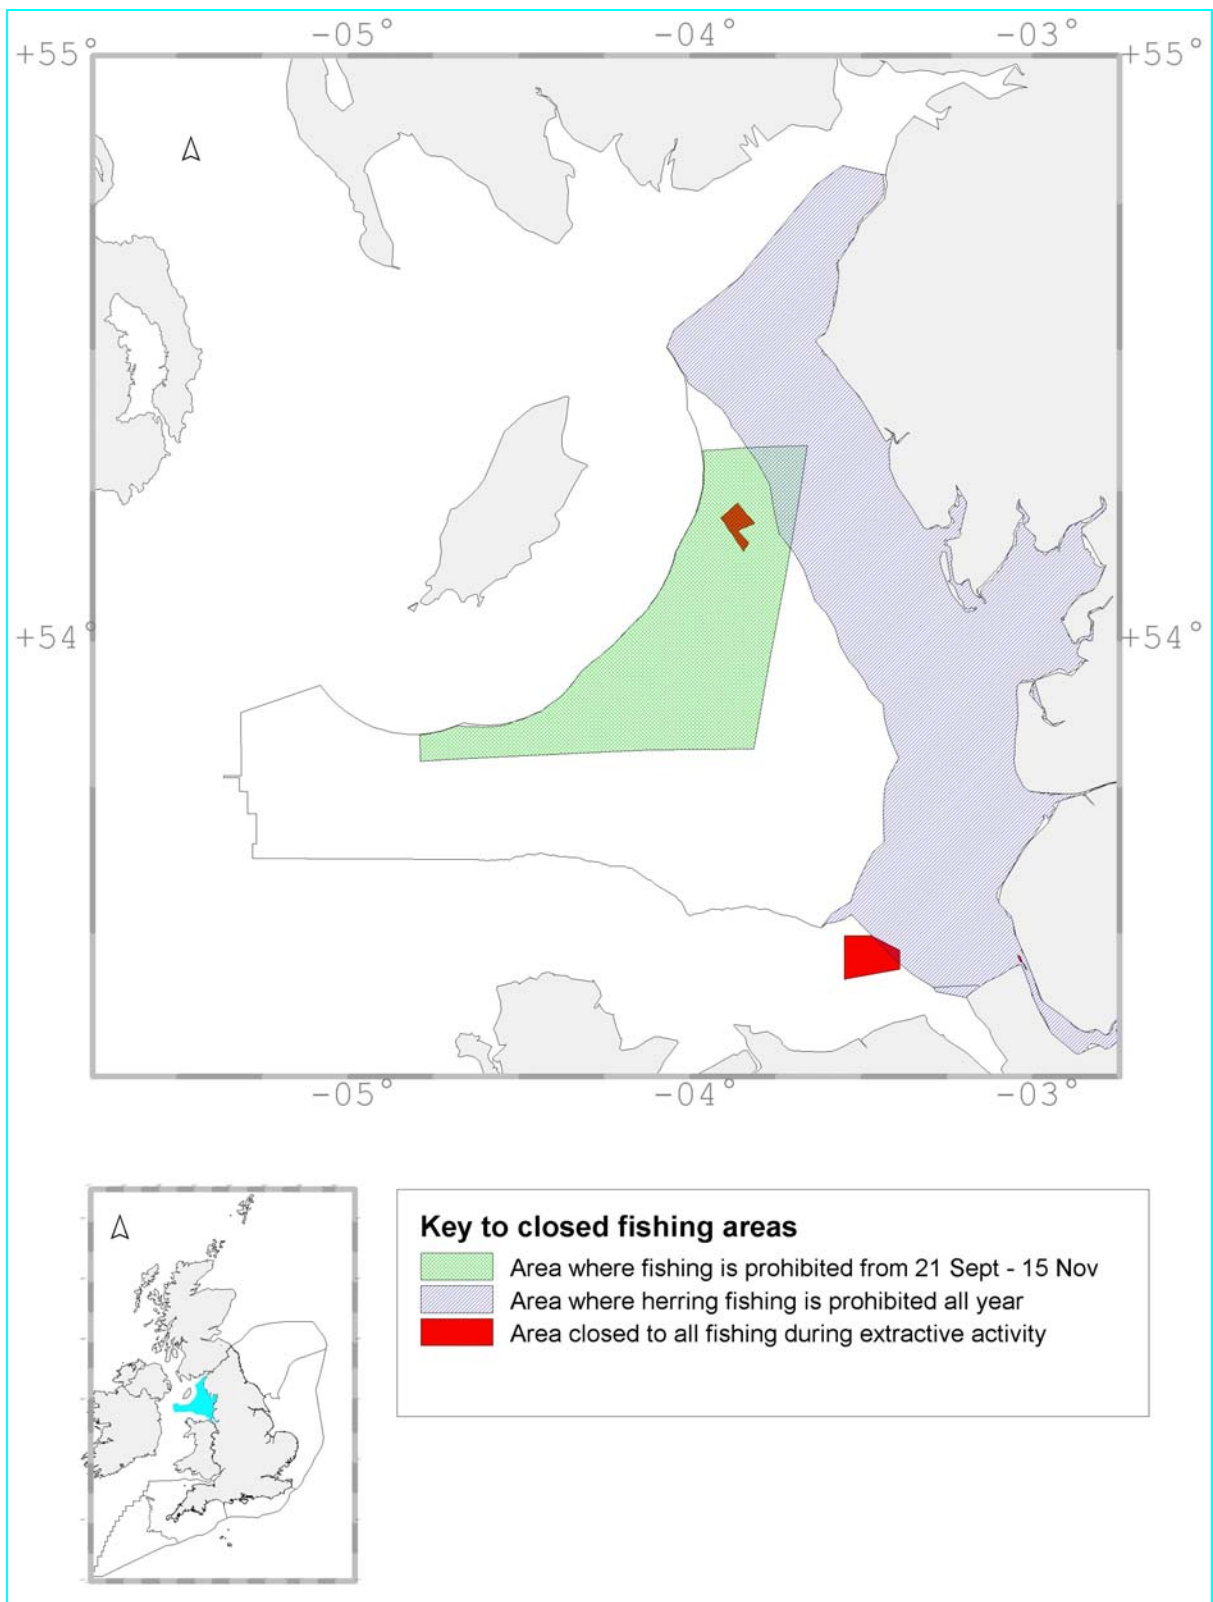 -05° -04° -03°
+55° +55°
+54° +54°
-05° -04° -03°
Key to closed fishing areas
Area where fishing is prohibited from 21 Sept - 15 Nov
Area where herring fishing is prohibited all year
Area closed to all fishing during extractive activity